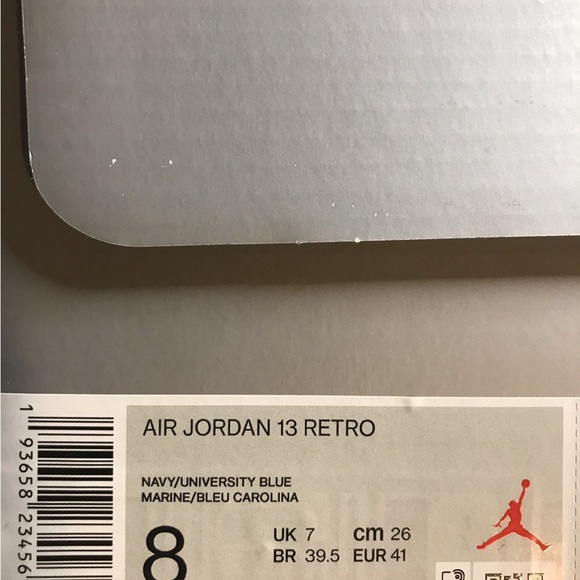 AIR JORDAN 13 RETRO
NAVY/UNIVERSITY BLUE
MARINE/BLEU CAROLINA
8
UK 7 cm 26
BR 39.5 EUR 41
1 93658 23456